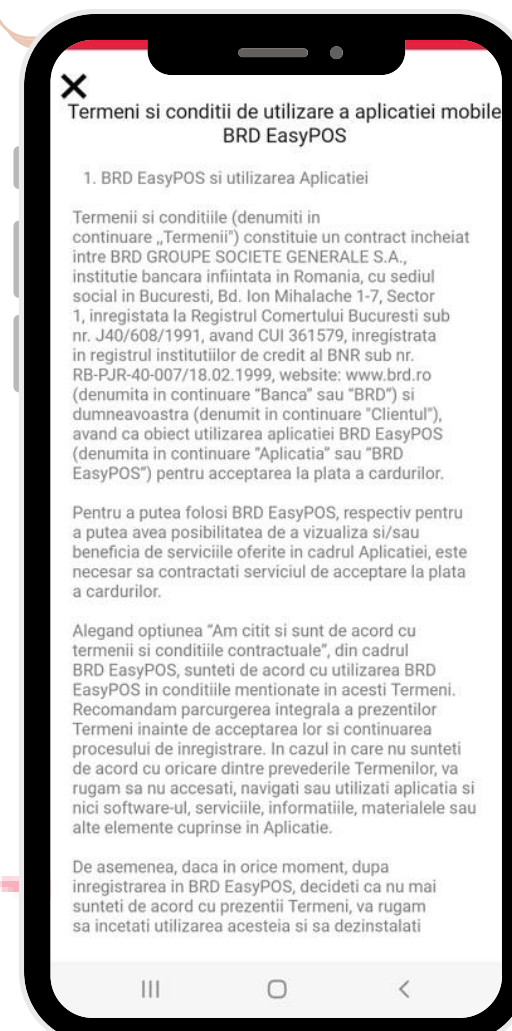 Termeni si conditii de utilizare a aplicatiei mobile
BRD EasyPOS
1. BRD EasyPOS si utilizarea Aplicatiei
Termenii si conditiile (denumiti in
continuare „Termenii") constituie un contract incheiat
intre BRD GROUPE SOCIETE GENERALE S.A.,
institutie bancara infiintata in Romania, cu sediul
social in Bucuresti, Bd. Ion Mihalache 1-7, Sector
1, inregistata la Registrul Comertului Bucuresti sub
nr. J40/608/1991, avand CUI 361579, inregistrata
in registrul institutiilor de credit al BNR sub nr.
RB-PJR-40-007/18.02.1999, website: www.brd.ro
(denumita in continuare “Banca” sau “BRD”) si
dumneavoastra (denumit in continuare "Clientul"),
avand ca obiect utilizarea aplicatiei BRD EasyPOS
(denumita in continuare “Aplicatia” sau “BRD
EasyPOS”) pentru acceptarea la plata a cardurilor.
Pentru a putea folosi BRD EasyPOS, respectiv pentru
a putea avea posibilitatea de a vizualiza si/sau
beneficia de serviciile oferite in cadrul Aplicatiei, este
necesar sa contractati serviciul de acceptare la plata
a cardurilor.
Alegand optiunea “Am citit si sunt de acord cu
termenii si conditiile contractuale”, din cadrul
BRD EasyPOS, sunteti de acord cu utilizarea BRD
EasyPOS in conditiile mentionate in acesti Termeni.
Recomandam parcurgerea integrala a prezentilor
Termeni inainte de acceptarea lor si continuarea
procesului de inregistrare. In cazul in care nu sunteti
de acord cu oricare dintre prevederile Termenilor, va
rugam sa nu accesati, navigati sau utilizati aplicatia si
nici software-ul, serviciile, informatiile, materialele sau
alte elemente cuprinse in Aplicatie.
De asemenea, daca in orice moment, dupa
inregistrarea in BRD EasyPOS, decideti ca nu mai
sunteti de acord cu prezentii Termeni, va rugam
sa incetati utilizarea acesteia si sa dezinstalati